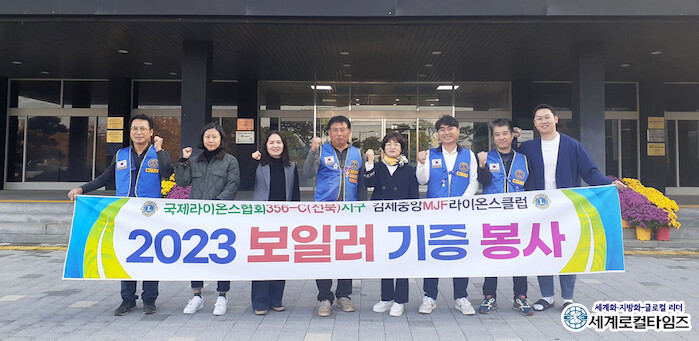 국제라이온스협회356-C(전북)지구 김제중앙MJF라이온스클럽
2023 보일러 기증 봉사
세계화·지방화-글로컬 리더
세계로컬타임즈